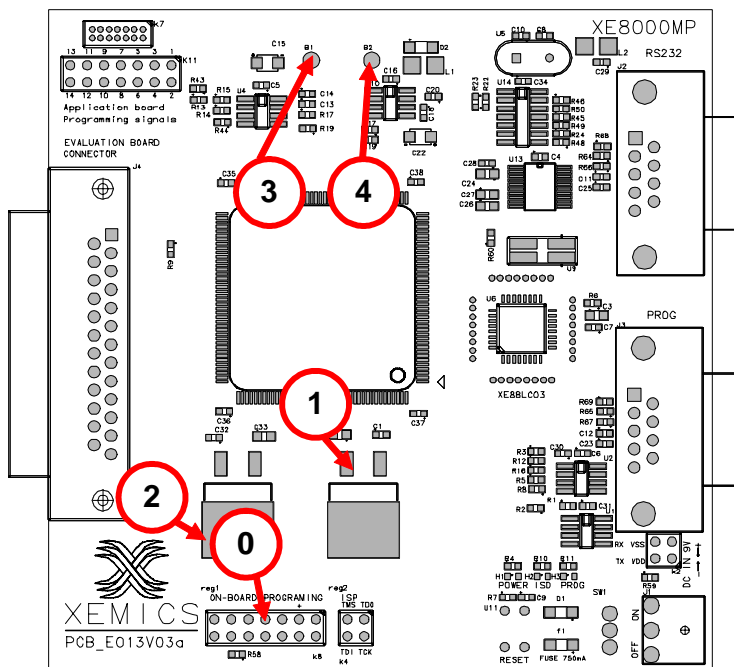 K7
XE8000MP
13 11 9 7 5 3 1
K11
14 12 10 8 6 4 2
Application board
Programming signals
EVALUATION BOARD
CONNECTOR
J4
C15
B1
B2
D2
L1
C16
C20
C22
R43
R13
R15
R14
R44
U4
C5
C14
C13
R17
R19
U5
C10
C8
L2
C29
RS232
J2
R23
R22
U14
C34
R46
R50
R45
R49
R24
R48
R64
R66
C11
C25
C28
C24
C27
C26
U13
C4
R60
U9
C35
C38
3
4
R9
U6
R6
C3
C7
XE88LC03
PROG
J3
1
C36
C32
C33
C1
C37
R69
R65
R67
C12
C23
U2
R3
R12
R16
R5
R8
R2
C30
C6
R1
C31
U1
2
0
RX VSS
TX VDD
K2
DC IN 9V
- +
R4
R10
R11
H1
H2
H3
POWER ISD PROG
R59
R7
C9
U11
D1
SW1
J1
ON
OFF
RESET
f1
FUSE 750mA
XEMICS
PCB_E013V03a
reg1
ON-BOARD PROGRAMING
+
k8
R58
reg2
ISP
TMS TDO
TDI TCK
k4